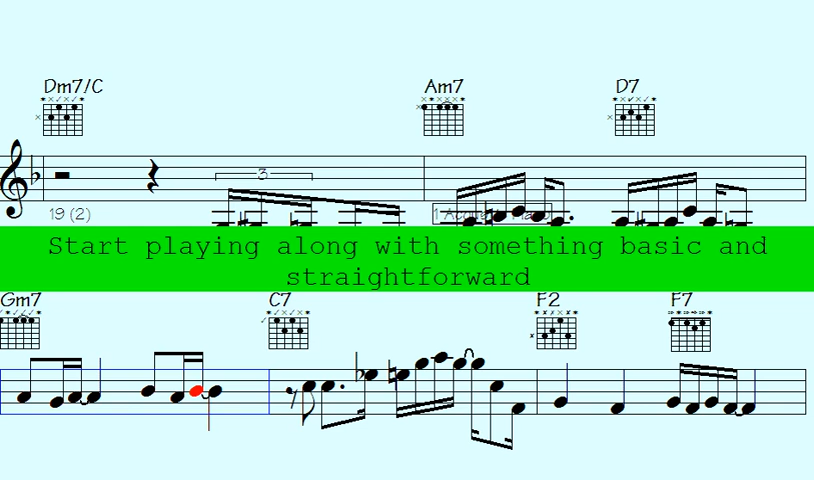 Dm7/C Am7 D7
3
19 (2)
Start playing along with something basic and
straightforward
Gm7 C7 F2 F7